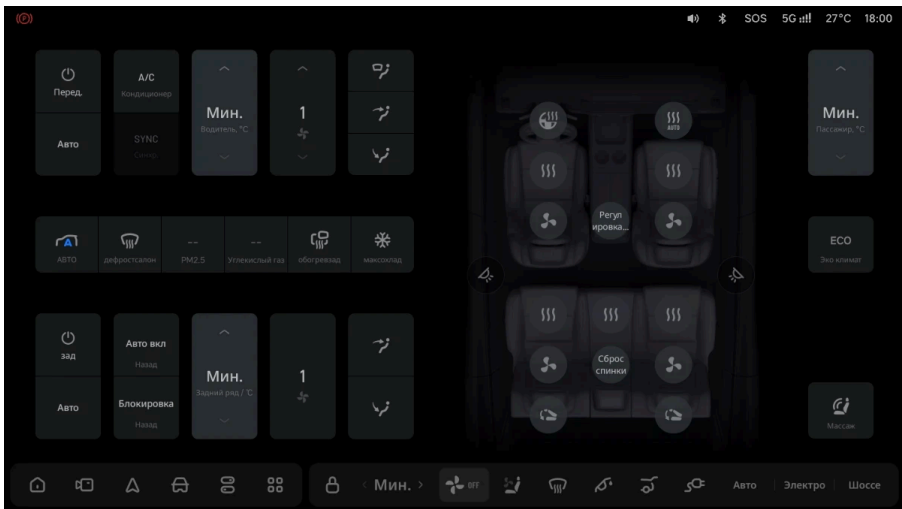 (P) SOS 5G 27°C 18:00
Перед.
Авто
A/C
Кондиционер
SYNC
Синхр
Мин.
Водитель, °C
1
Мин.
Пассажир, °C
AUTO
Регул
ировка...
A
АВТО
дефростсалон
--
PM2.5
--
Углекислый газ
обогревзад
максохлад
ECO
Эко климат
зад
Авто
Авто вкл
Назад
Блокировка
Назад
Мин.
Задний ряд / °C
1
Сброс
спинки
Массаж
Мин. OFF Авто Электро Шоссе